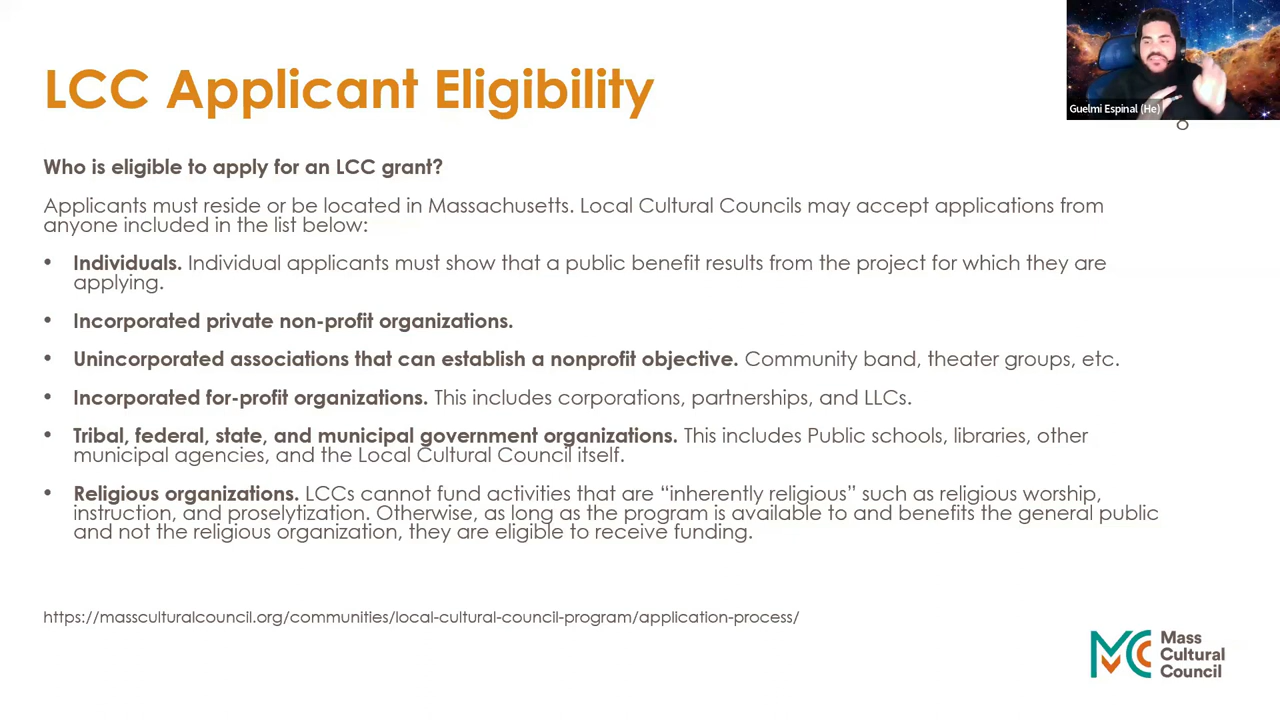 LCC Applicant Eligibility
Guelmi Espinal (He)
8
Who is eligible to apply for an LCC grant?
Applicants must reside or be located in Massachusetts. Local Cultural Councils may accept applications from
anyone included in the list below:
• Individuals. Individual applicants must show that a public benefit results from the project for which they are
applying.
• Incorporated private non-profit organizations.
• Unincorporated associations that can establish a nonprofit objective. Community band, theater groups, etc.
• Incorporated for-profit organizations. This includes corporations, partnerships, and LLCs.
• Tribal, federal, state, and municipal government organizations. This includes Public schools, libraries, other
municipal agencies, and the Local Cultural Council itself.
• Religious organizations. LCCs cannot fund activities that are “inherently religious” such as religious worship,
instruction, and proselytization. Otherwise, as long as the program is available to and benefits the general public
and not the religious organization, they are eligible to receive funding.
https://massculturalcouncil.org/communities/local-cultural-council-program/application-process/
MCC
Mass
Cultural
Council